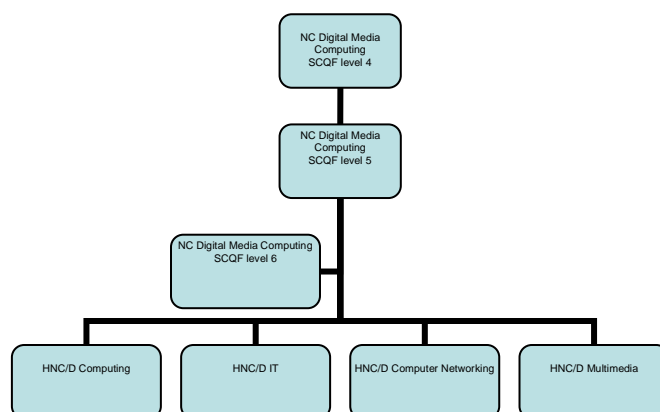 NC Digital Media
Computing
SCQF level 4
NC Digital Media
Computing
SCQF level 5
NC Digital Media Computing
SCQF level 6
HNC/D Computing
HNC/D IT
HNC/D Computer Networking
HNC/D Multimedia